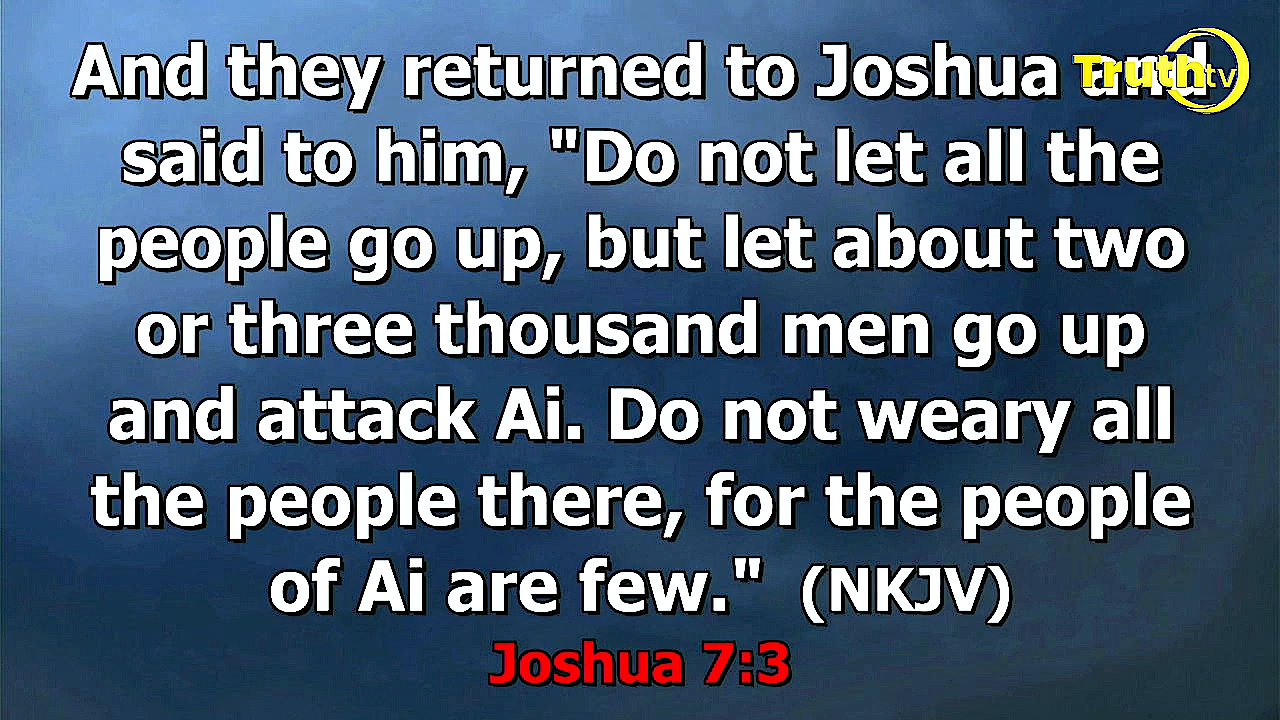 And they returned to Joshua and
said to him, "Do not let all the
people go up, but let about two
or three thousand men go up
and attack Ai. Do not weary all
the people there, for the people
of Ai are few." (NKJV)
Joshua 7:3
Truth tv